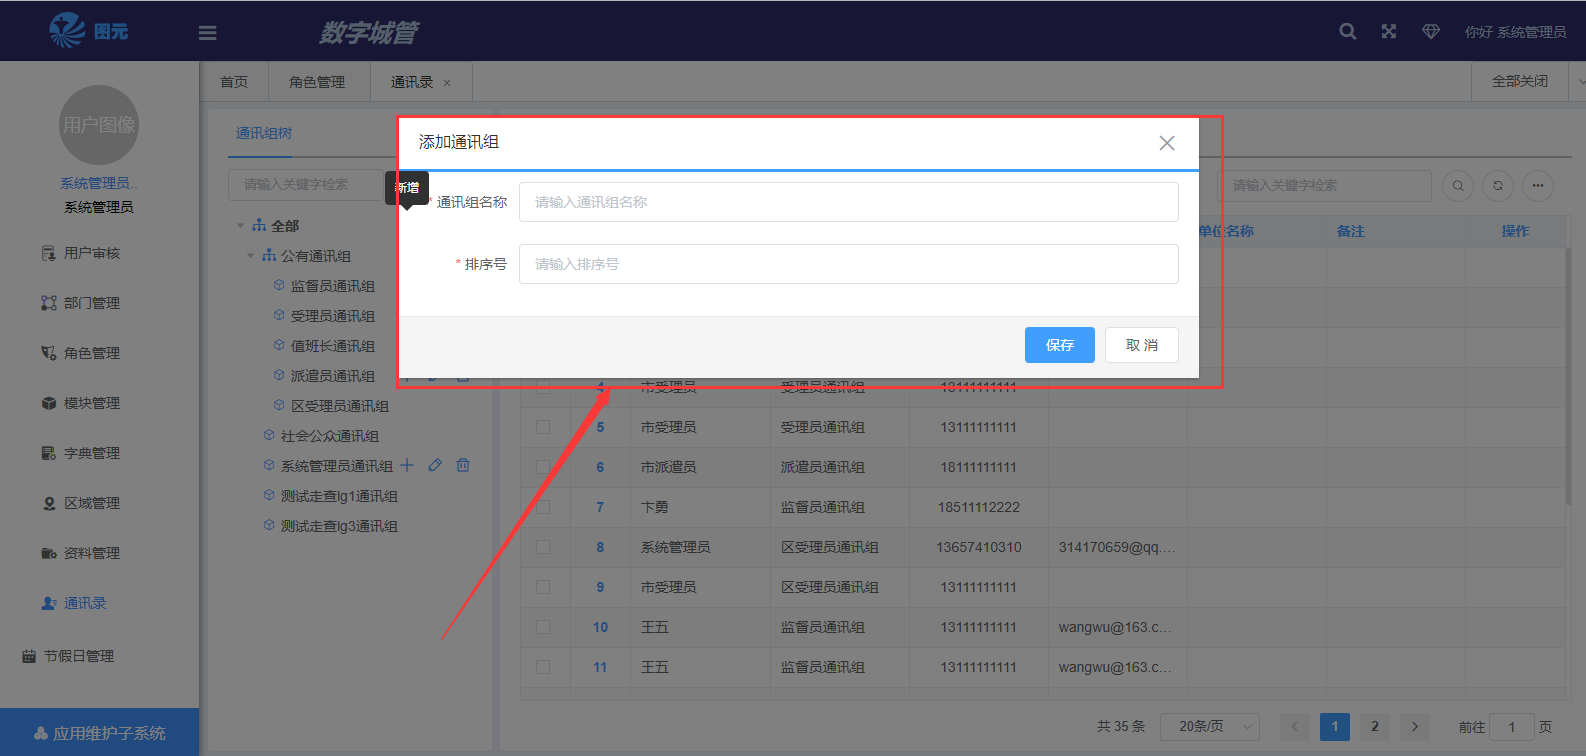 图元
数字城管
你好 系统管理员
首页
角色管理
通讯录
全部关闭
用户图像
系统管理员..
系统管理员
用户审核
部门管理
角色管理
模块管理
字典管理
区域管理
资料管理
通讯录
节假日管理
应用维护子系统
通讯组树
请输入关键字检索
新增
全部
公有通讯组
监督员通讯组
受理员通讯组
值班长通讯组
派遣员通讯组
区受理员通讯组
社会公众通讯组
系统管理员通讯组
测试走查lg1通讯组
测试走查lg3通讯组
添加通讯组
* 通讯组名称 请输入通讯组名称
* 排序号 请输入排序号
保存 取 消
请输入关键字检索
单位名称 备注 操作
4 市受理员 受理员通讯组 13111111111
5 市受理员 受理员通讯组 13111111111
6 市派遣员 派遣员通讯组 18111111111
7 卞勇 监督员通讯组 18511112222
8 系统管理员 区受理员通讯组 13657410310 314170659@qq....
9 市受理员 区受理员通讯组 13111111111
10 王五 监督员通讯组 13111111111 wangwu@163.c...
11 王五 监督员通讯组 13111111111 wangwu@163.c...
共 35 条 20条/页 1 2 前往 1 页